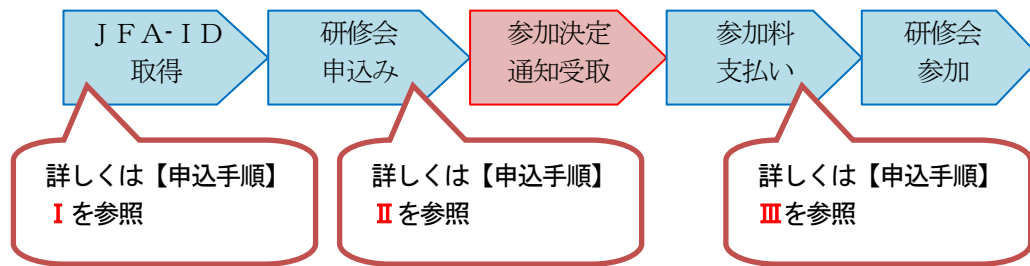 ＪＦＡ-ＩＤ
取得
研修会
申込み
参加決定
通知受取
参加料
支払い
研修会
参加
詳しくは【申込手順】
Ⅰを参照
詳しくは【申込手順】
Ⅱを参照
詳しくは【申込手順】
Ⅲを参照